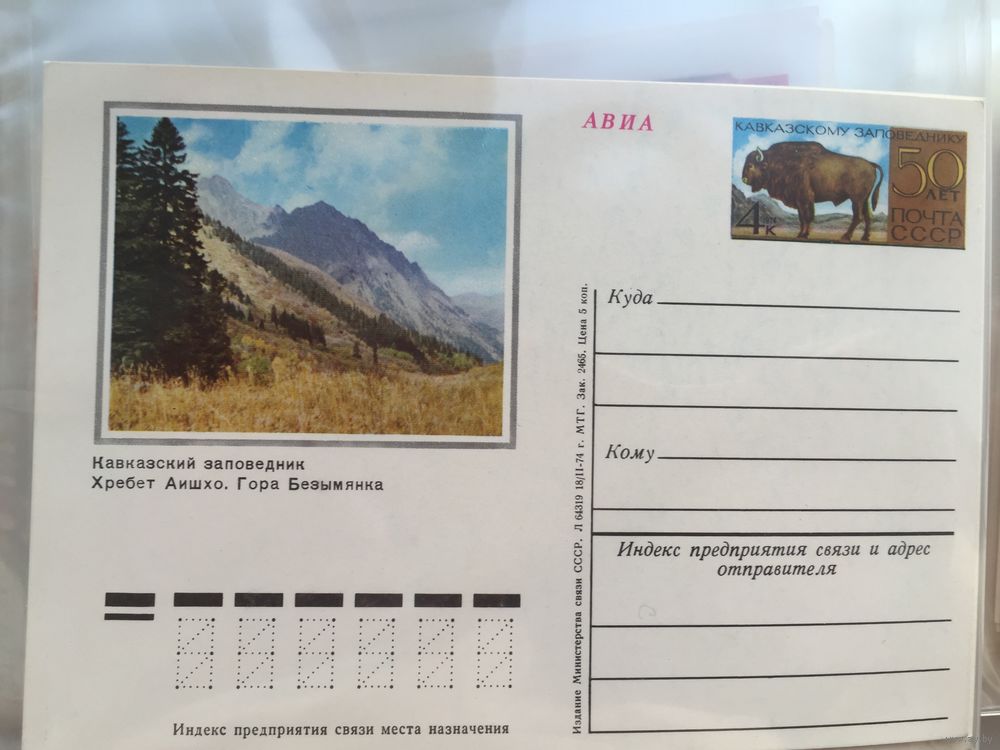 АВИА
КАВКАЗСКОМУ ЗАПОВЕДНИКУ
50
ЛЕТ
ПОЧТА
СССР
4к
1974
Кавказский заповедник
Хребет Аишхо. Гора Безымянка
Куда
Кому
Индекс предприятия связи и адрес
отправителя
Издание Министерства связи СССР. Л 64319 18/II-74 г. МТГ. Зак. 2465. Цена 5 коп.
Индекс предприятия связи места назначения